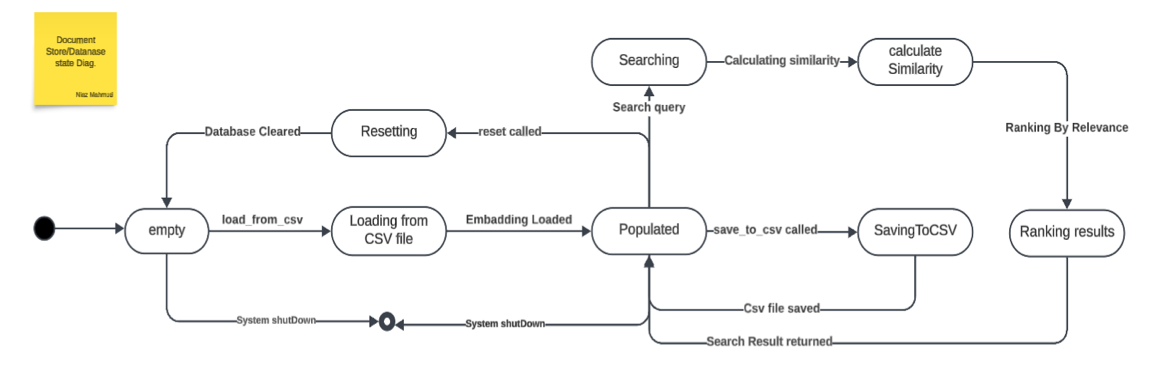 Document
Store/Datanase
state Diag.
Niaz Mahmud
Searching
Calculating similarity
calculate
Similarity
Search query
Ranking By Relevance
Database Cleared
Resetting
reset called
empty
load_from_csv
Loading from
CSV file
Embadding Loaded
Populated
save_to_csv called
SavingToCSV
Ranking results
Csv file saved
System shutDown
System shutDown
Search Result returned